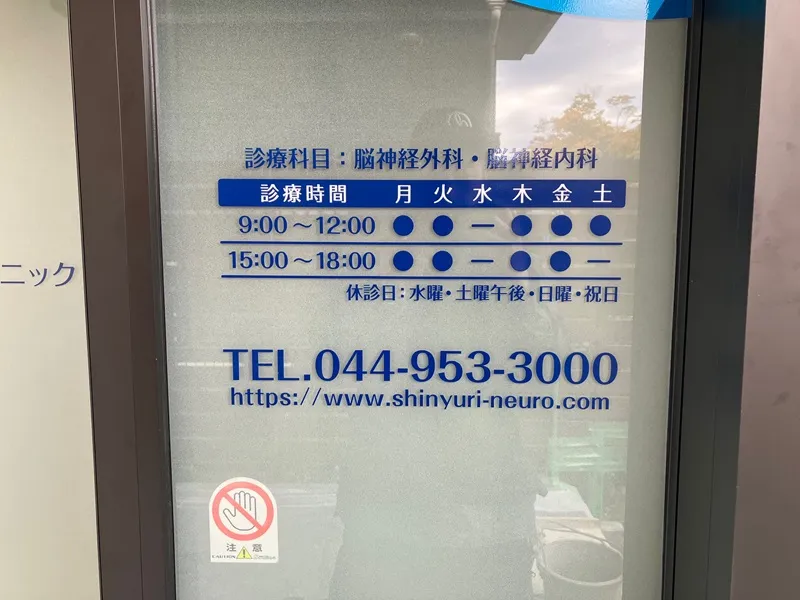 診療科目：脳神経外科・脳神経内科
診療時間 月 火 水 木 金 土
9:00～12:00 ● ● ー ● ● ●
15:00～18:00 ● ● ー ● ● ー
休診日：水曜・土曜午後・日曜・祝日
ニック
TEL.044-953-3000
https://www.shinyuri-neuro.com
注意
CAUTION